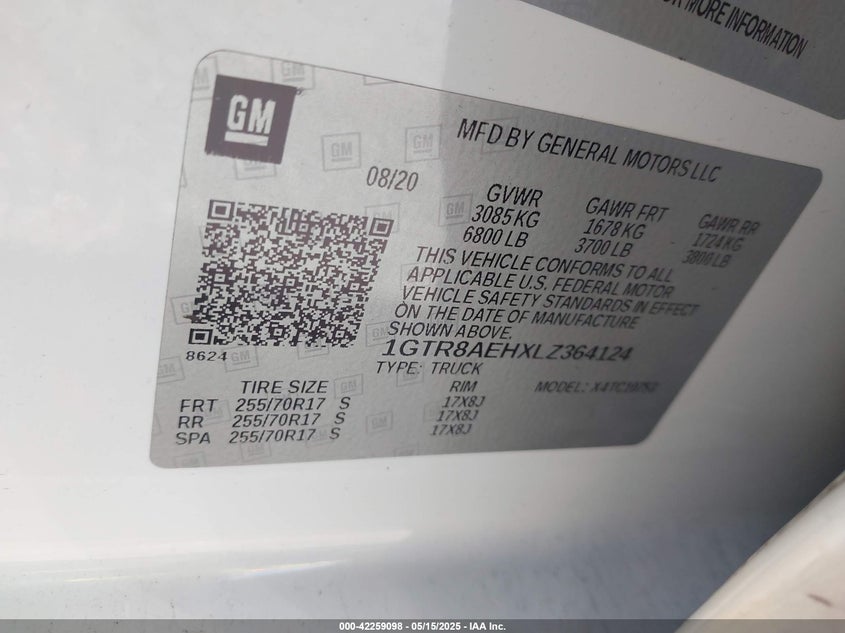 OR MORE INFORMATION
GM
MFD BY GENERAL MOTORS LLC
08/20
GVWR GAWR FRT GAWR RR
3085 KG 1678 KG 1724 KG
6800 LB 3700 LB 3800 LB
THIS VEHICLE CONFORMS TO ALL
APPLICABLE U.S. FEDERAL MOTOR
VEHICLE SAFETY STANDARDS IN EFFECT
ON THE DATE OF MANUFACTURE
SHOWN ABOVE.
8624
1GTR8AEHXLZ364124
TYPE: TRUCK
TIRE SIZE RIM MODEL:
FRT 255/70R17 S 17X8J
RR 255/70R17 S 17X8J
SPA 255/70R17 S 17X8J
000-42259098 - 05/15/2025 - IAA Inc.